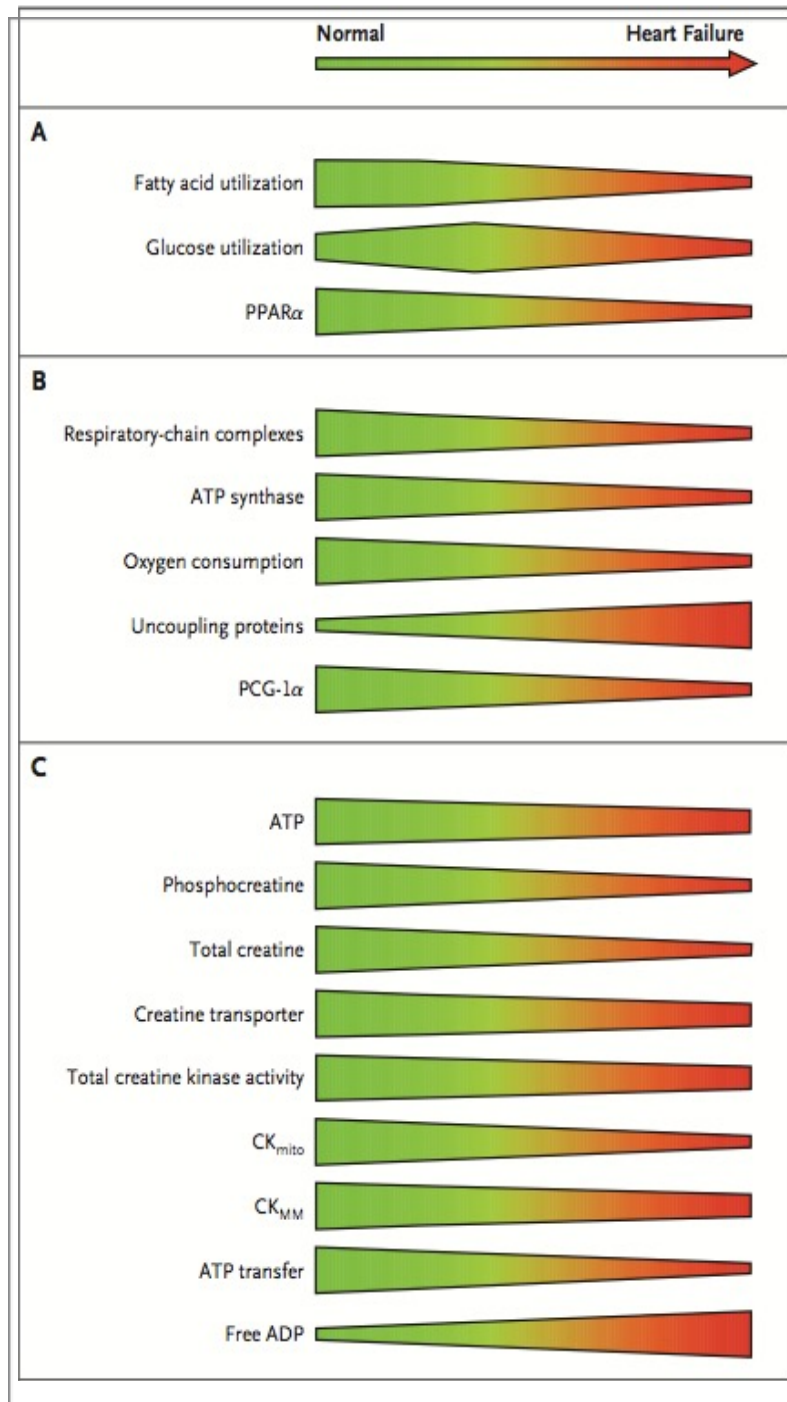 Normal Heart Failure
A
Fatty acid utilization
Glucose utilization
PPARα
B
Respiratory-chain complexes
ATP synthase
Oxygen consumption
Uncoupling proteins
PCG-1α
C
ATP
Phosphocreatine
Total creatine
Creatine transporter
Total creatine kinase activity
CKmito
CKMM
ATP transfer
Free ADP